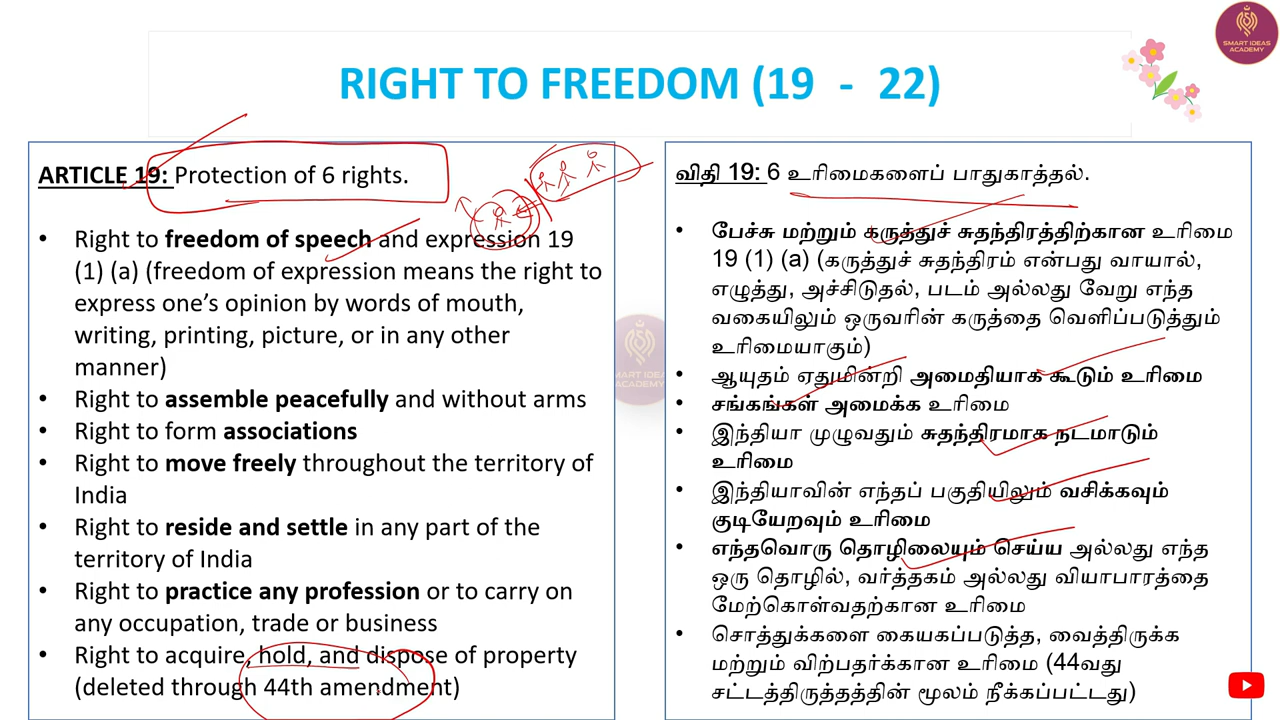 SMART IDEAS
ACADEMY
RIGHT TO FREEDOM (19 - 22)
ARTICLE 19: Protection of 6 rights.
• Right to freedom of speech and expression 19
(1) (a) (freedom of expression means the right to
express one’s opinion by words of mouth,
writing, printing, picture, or in any other
manner)
• Right to assemble peacefully and without arms
• Right to form associations
• Right to move freely throughout the territory of
India
• Right to reside and settle in any part of the
territory of India
• Right to practice any profession or to carry on
any occupation, trade or business
• Right to acquire, hold, and dispose of property
(deleted through 44th amendment)
விதி 19: 6 உரிமைகளைப் பாதுகாத்தல்.
• பேச்சு மற்றும் கருத்துச் சுதந்திரத்திற்கான உரிமை
19 (1) (a) (கருத்துச் சுதந்திரம் என்பது வாயால்,
எழுத்து, அச்சிடுதல், படம் அல்லது வேறு எந்த
வகையிலும் ஒருவரின் கருத்தை வெளிப்படுத்தும்
உரிமையாகும்)
• ஆயுதம் ஏதுமின்றி அமைதியாக கூடும் உரிமை
• சங்கங்கள் அமைக்க உரிமை
• இந்தியா முழுவதும் சுதந்திரமாக நடமாடும்
உரிமை
• இந்தியாவின் எந்தப் பகுதியிலும் வசிக்கவும்
குடியேறவும் உரிமை
• எந்தவொரு தொழிலையும் செய்ய அல்லது எந்த
ஒரு தொழில், வர்த்தகம் அல்லது வியாபாரத்தை
மேற்கொள்வதற்கான உரிமை
• சொத்துக்களை கையகப்படுத்த, வைத்திருக்க
மற்றும் விற்பதர்க்கான உரிமை (44வது
சட்டத்திருத்தத்தின் மூலம் நீக்கப்பட்டது)
SMART IDEAS
ACADEMY